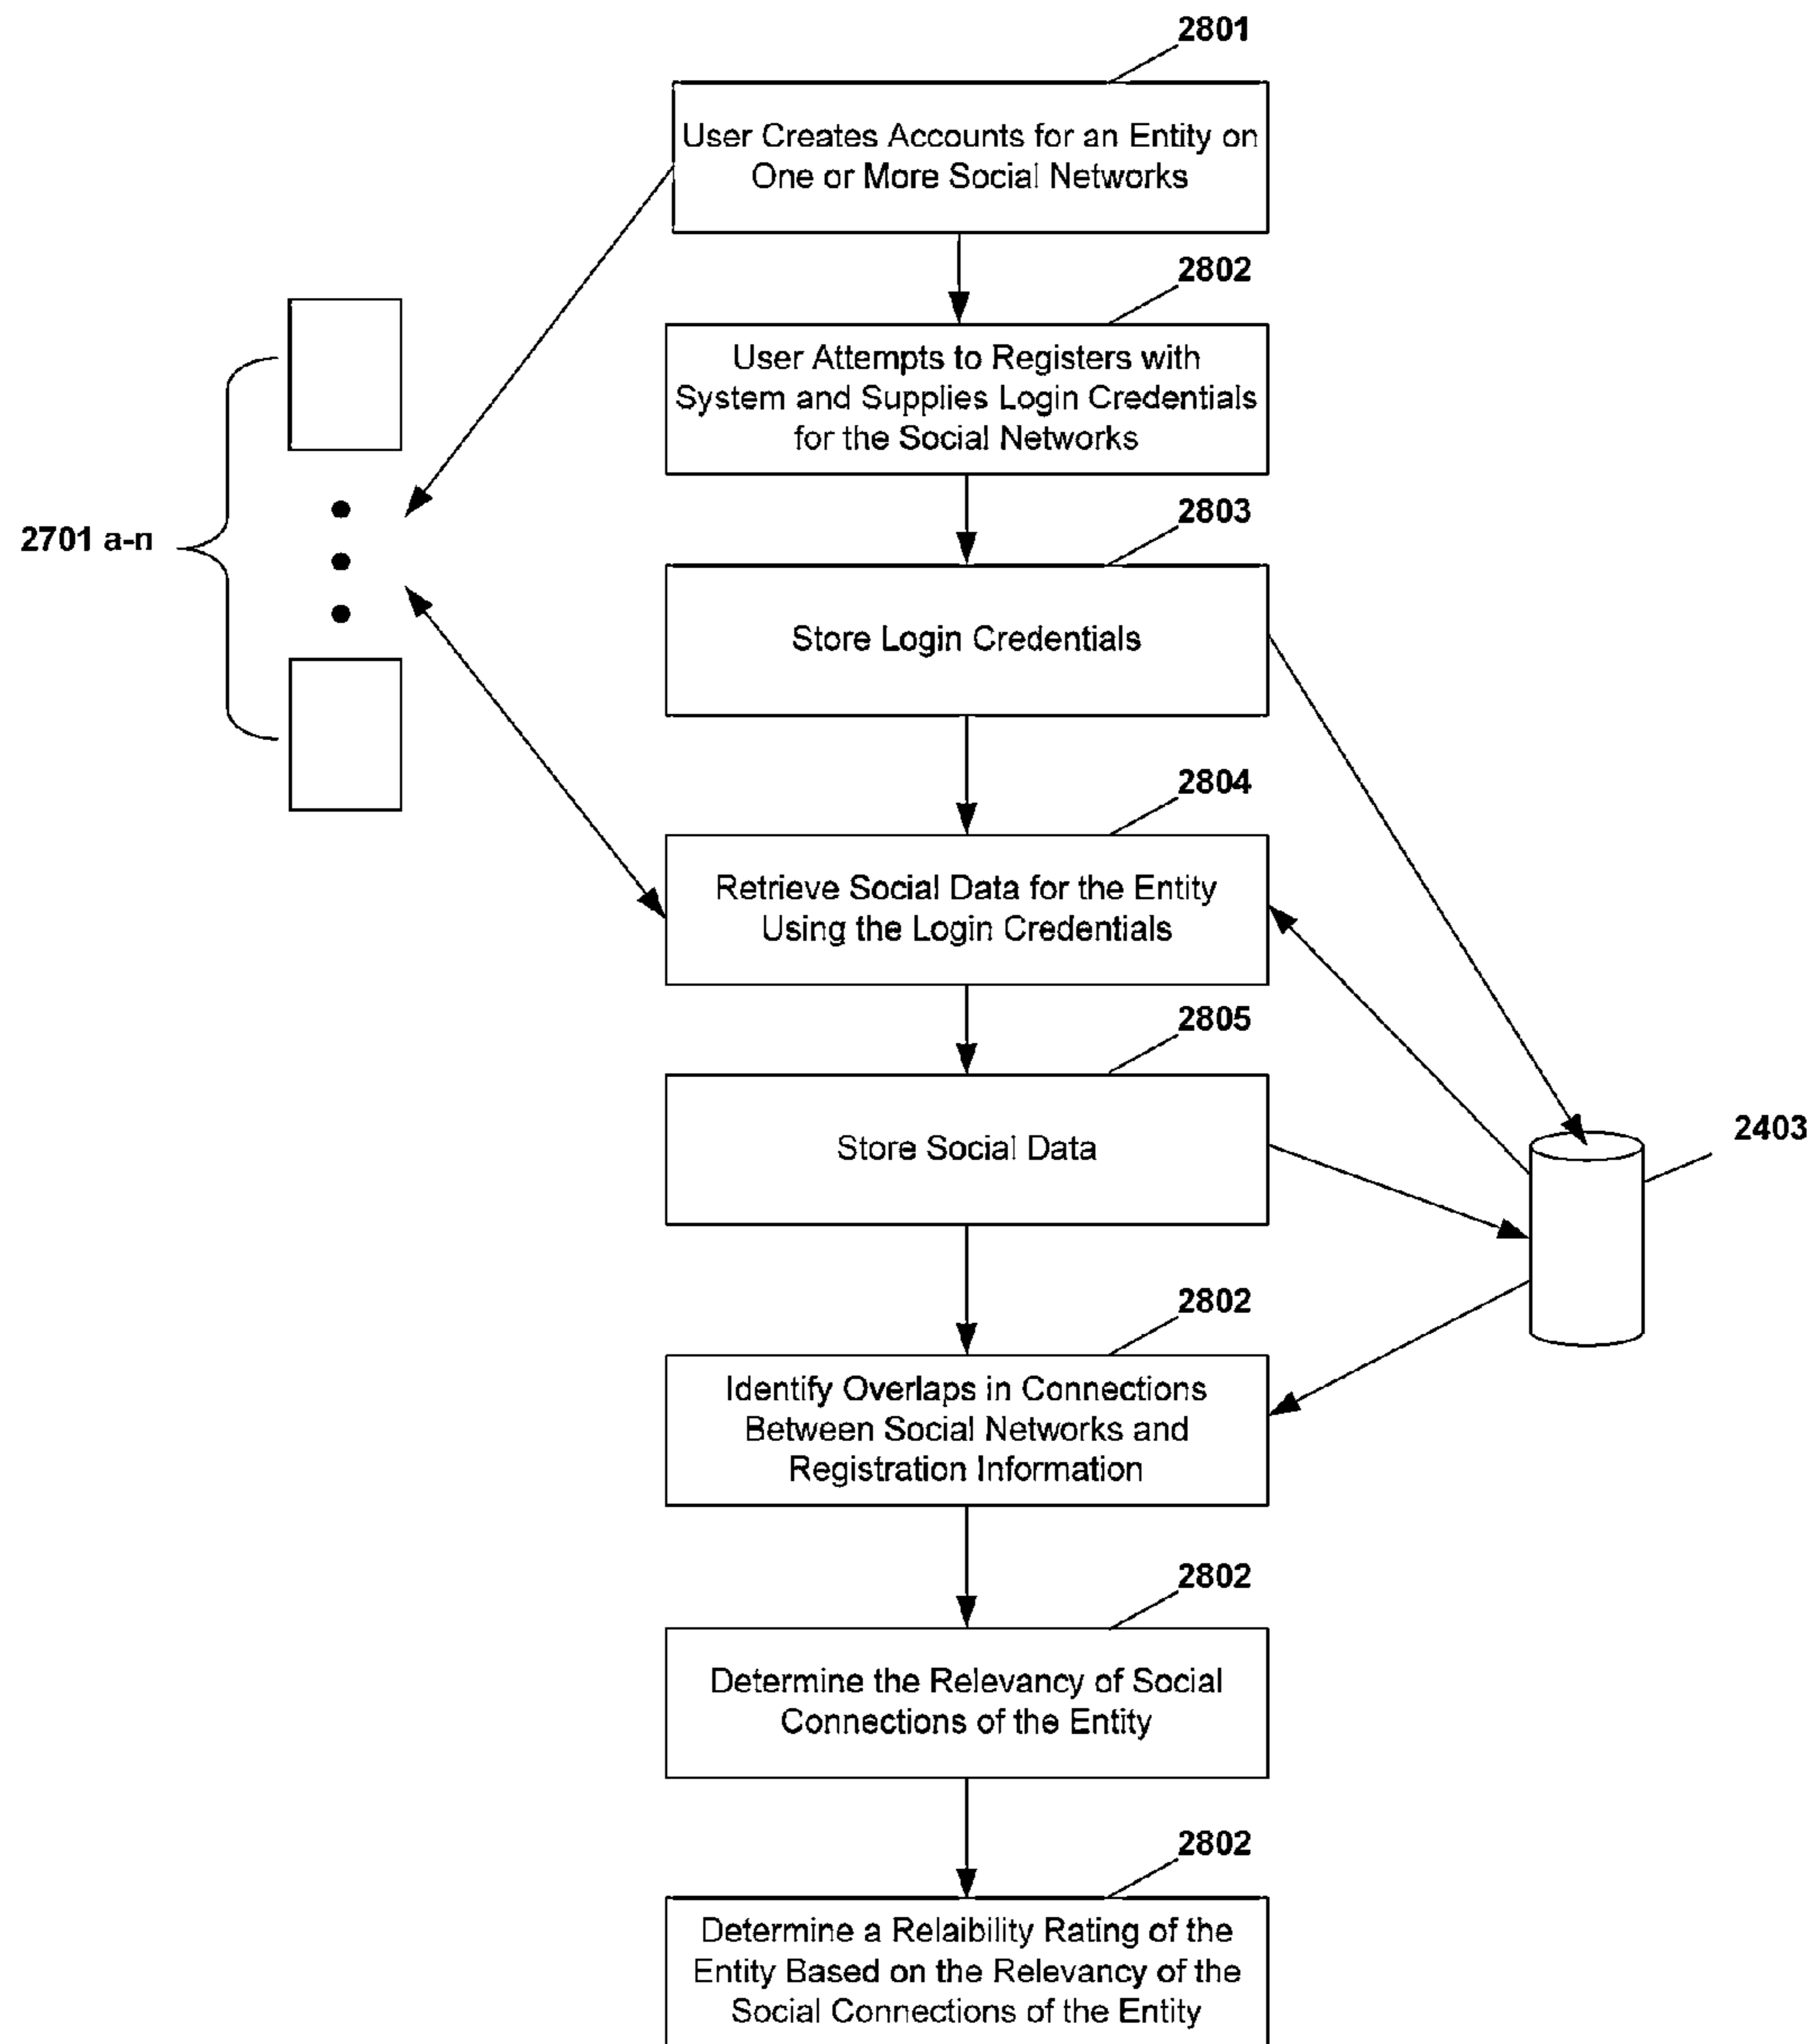 2801
User Creates Accounts for an Entity on
One or More Social Networks
2802
User Attempts to Registers with
System and Supplies Login Credentials
for the Social Networks
2701 a-n
2803
Store Login Credentials
2804
Retrieve Social Data for the Entity
Using the Login Credentials
2805
Store Social Data
2403
2802
Identify Overlaps in Connections
Between Social Networks and
Registration Information
2802
Determine the Relevancy of Social
Connections of the Entity
2802
Determine a Relaibility Rating of the
Entity Based on the Relevancy of the
Social Connections of the Entity